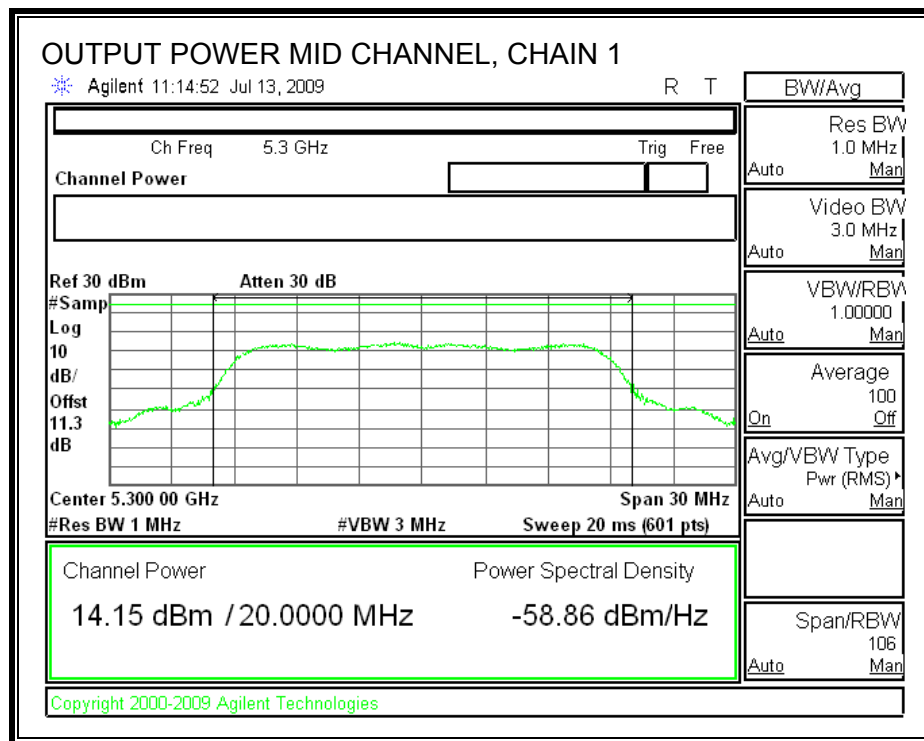 OUTPUT POWER MID CHANNEL, CHAIN 1
Agilent 11:14:52 Jul 13, 2009
R T
Ch Freq 5.3 GHz
Trig Free
Channel Power
Ref 30 dBm
Atten 30 dB
#Samp
Log
10
dB/
Offst
11.3
dB
Center 5.300 00 GHz
Span 30 MHz
#Res BW 1 MHz
#VBW 3 MHz
Sweep 20 ms (601 pts)
Channel Power
Power Spectral Density
14.15 dBm / 20.0000 MHz
-58.86 dBm/Hz
Copyright 2000-2009 Agilent Technologies
BW/Avg
Res BW
1.0 MHz
Auto Man
Video BW
3.0 MHz
Auto Man
VBW/RBW
1.00000
Auto Man
Average
100
On Off
Avg/VBW Type
Pwr (RMS)
Auto Man
Span/RBW
106
Auto Man